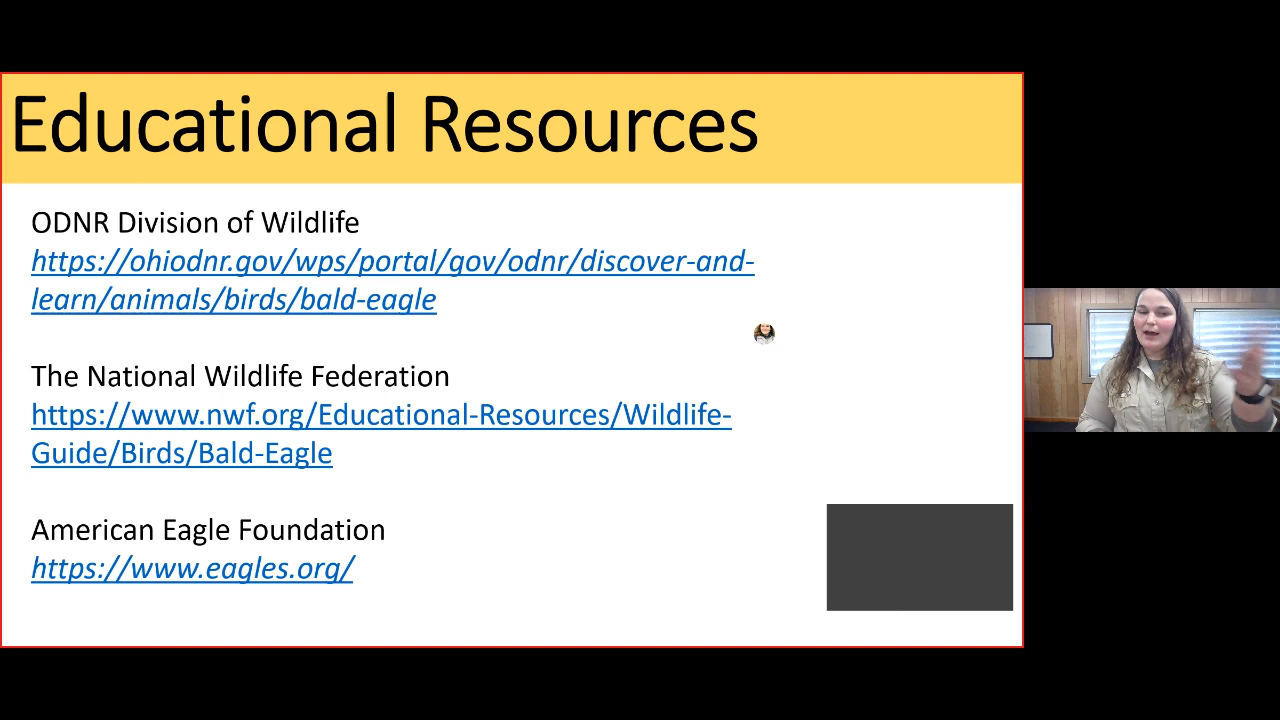 Educational Resources
ODNR Division of Wildlife
https://ohiodnr.gov/wps/portal/gov/odnr/discover-and-
learn/animals/birds/bald-eagle
The National Wildlife Federation
https://www.nwf.org/Educational-Resources/Wildlife-
Guide/Birds/Bald-Eagle
American Eagle Foundation
https://www.eagles.org/